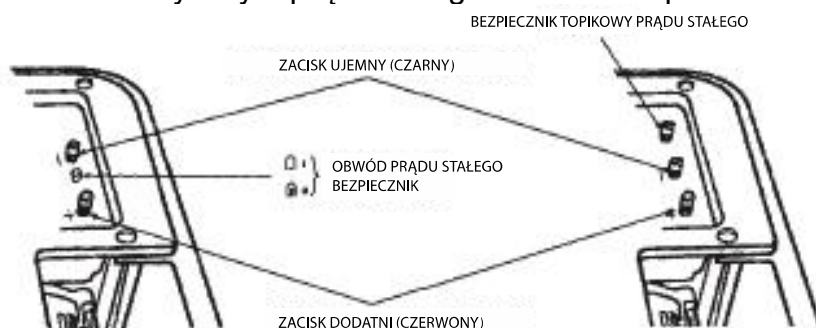 BEZPIECZNIK TOPIKOWY PRĄDU STAŁEGO
ZACISK UJEMNY (CZARNY)
OBWÓD PRĄDU STAŁEGO
BEZPIECZNIK
ZACISK DODATNI (CZERWONY)